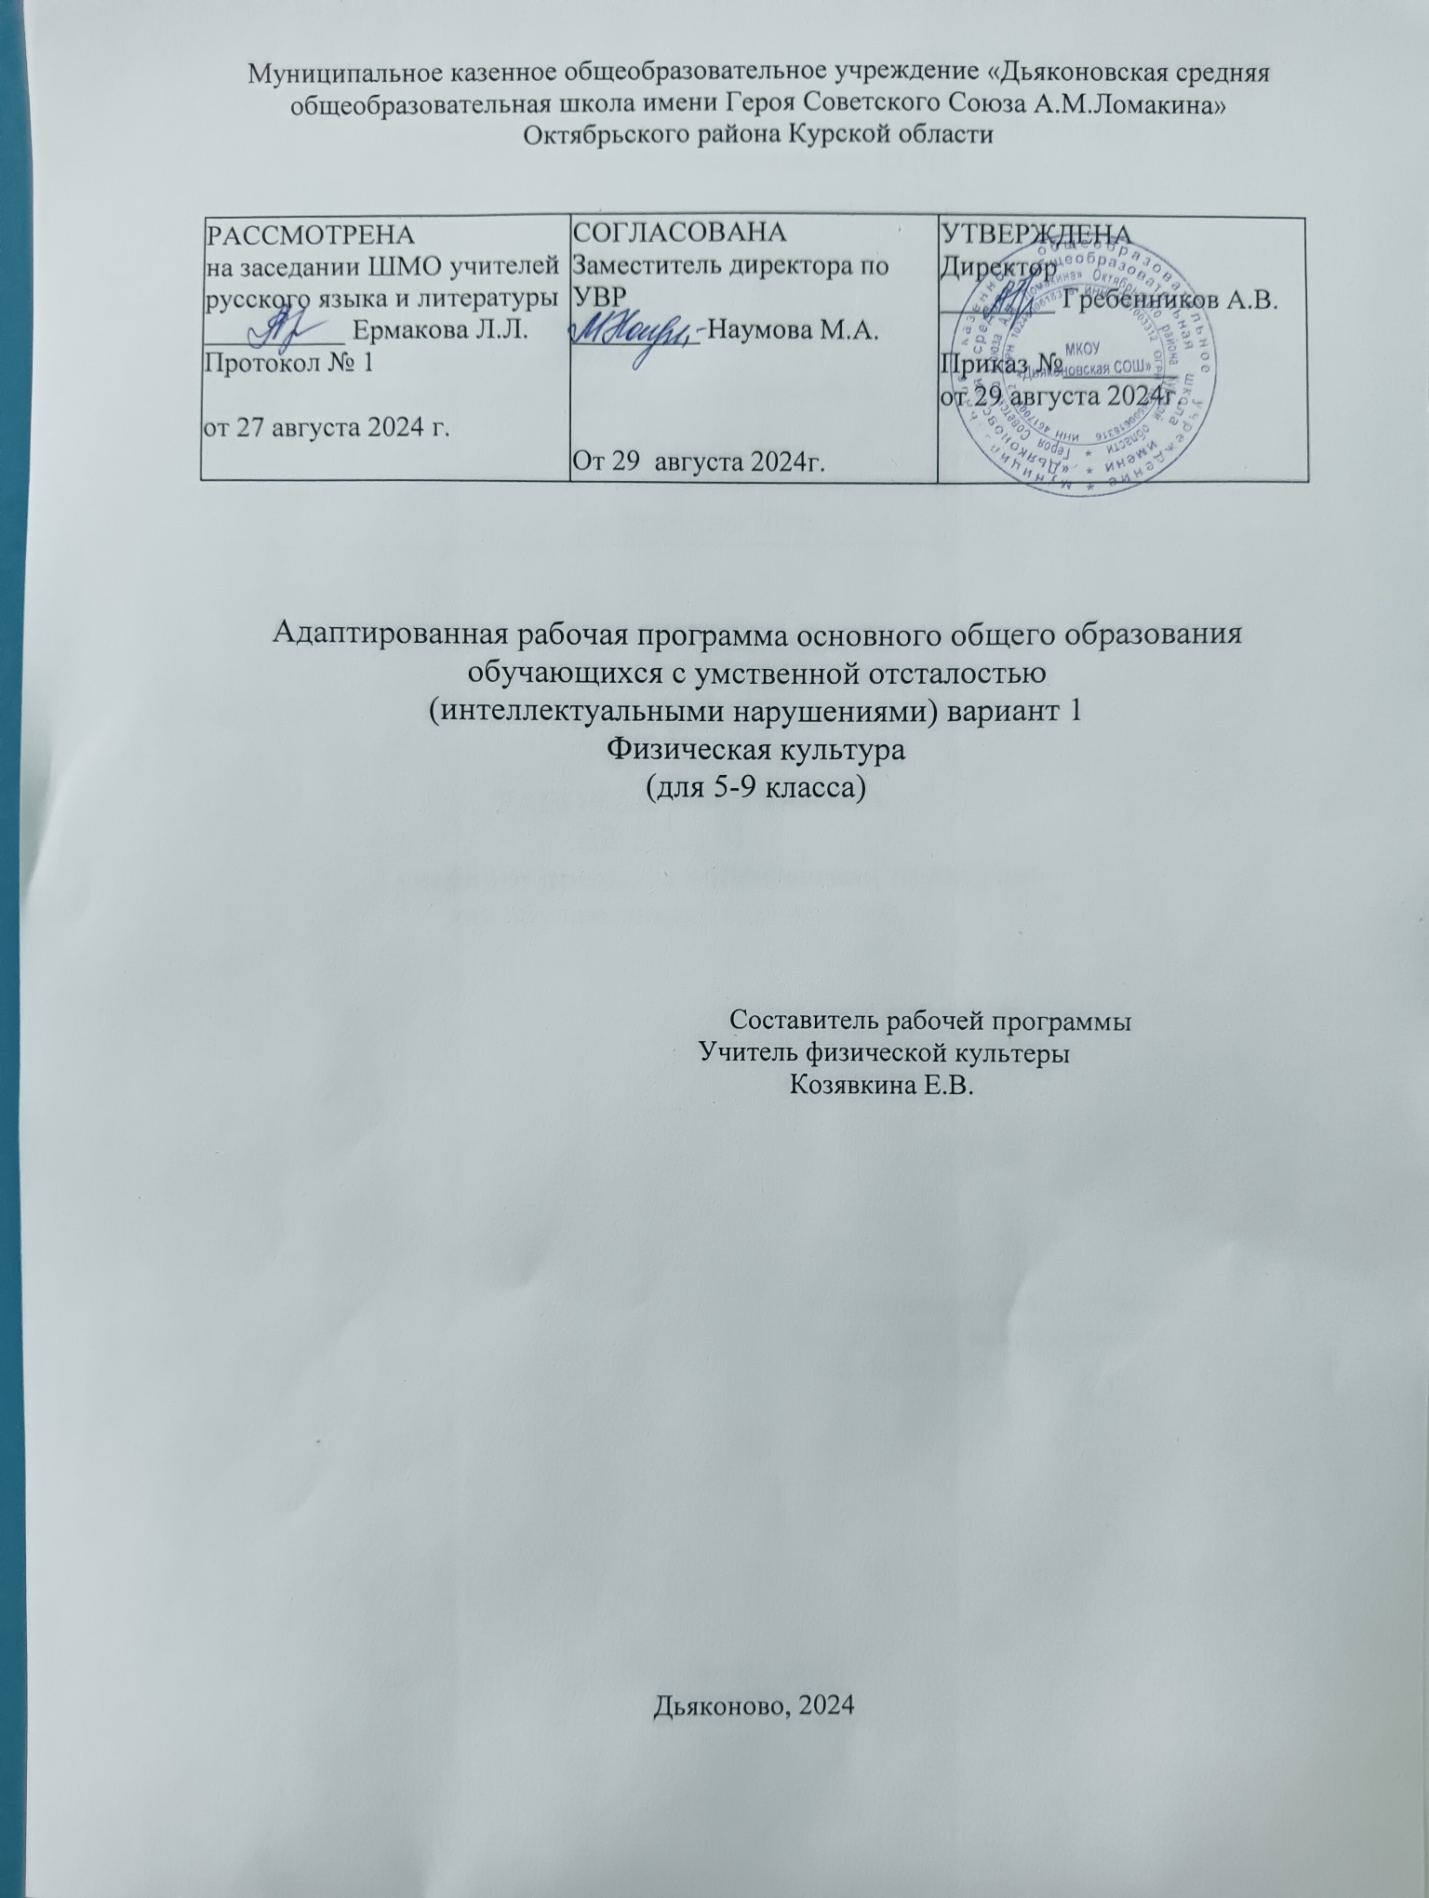 Муниципальное казенное общеобразовательное учреждение «Дьяконовская средняя
общеобразовательная школа имени Героя Советского Союза А.М.Ломакина»
Октябрьского района Курской области
РАССМОТРЕНА
на заседании ШМО учителей
русского языка и литературы
__________ Ермакова Л.Л.
Протокол № 1
от 27 августа 2024 г.
СОГЛАСОВАНА
Заместитель директора по
УВР
_________-Наумова М.А.
От 29 августа 2024г.
УТВЕРЖДЕНА
Директор
________ Гребенников А.В.
Приказ №________
от 29 августа 2024г.
МКОУ
«Дьяконовская СОШ»
Адаптированная рабочая программа основного общего образования
обучающихся с умственной отсталостью
(интеллектуальными нарушениями) вариант 1
Физическая культура
(для 5-9 класса)
Составитель рабочей программы
Учитель физической культеры
Козявкина Е.В.
Дьяконово, 2024